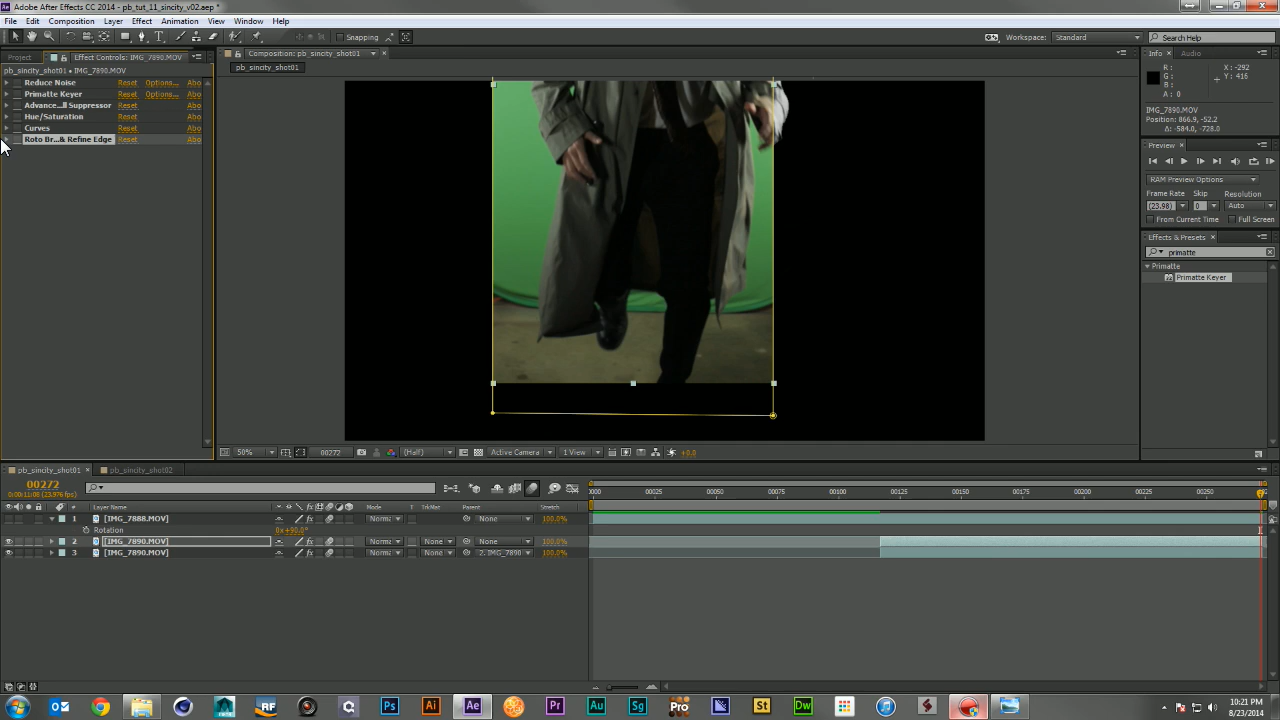 Adobe After Effects CC 2014 - pb_tut_11_sincity_v02.aep *
File Edit Composition Layer Effect Animation View Window Help
Snapping
Workspace: Standard
Search Help
Project Effect Controls: IMG_7890.MOV
Composition: pb_sincity_shot01
Info Audio
pb_sincity_shot01 • IMG_7890.MOV
pb_sincity_shot01
Reduce Noise Reset Options... Abo
Primatte Keyer Reset Options... Abo
Advance...ll Suppressor Reset Abo
Hue/Saturation Reset Abo
Curves Reset Abo
Roto Br...& Refine Edge Reset Abo
R:
G:
B:
A: 0
X: -292
Y: 416
IMG_7890.MOV
Position: 866.9, -52.2
Δ: -584.0, -728.0
Preview
RAM Preview Options
Frame Rate Skip Resolution
(23.98) 0 Auto
From Current Time Full Screen
Effects & Presets
primatte
Primatte
Primatte Keyer
50% 00272 (Half) Active Camera 1 View +0.0
pb_sincity_shot01 pb_sincity_shot02
00272
0:00:11:08 (23.976 fps)
0000 00025 00050 00075 00100 00125 00150 00175 00200 00225 00250
# Layer Name Mode T TrkMat Parent Stretch
1 [IMG_7888.MOV] Norma None 100.0%
Rotation 0x+90.0°
2 [IMG_7890.MOV] Norma None None 100.0%
3 [IMG_7890.MOV] Norma None 2. IMG_7890 100.0%
Ps Ai Ae Pr Au Sg Pro St Dw
RF
10:21 PM
8/23/2014